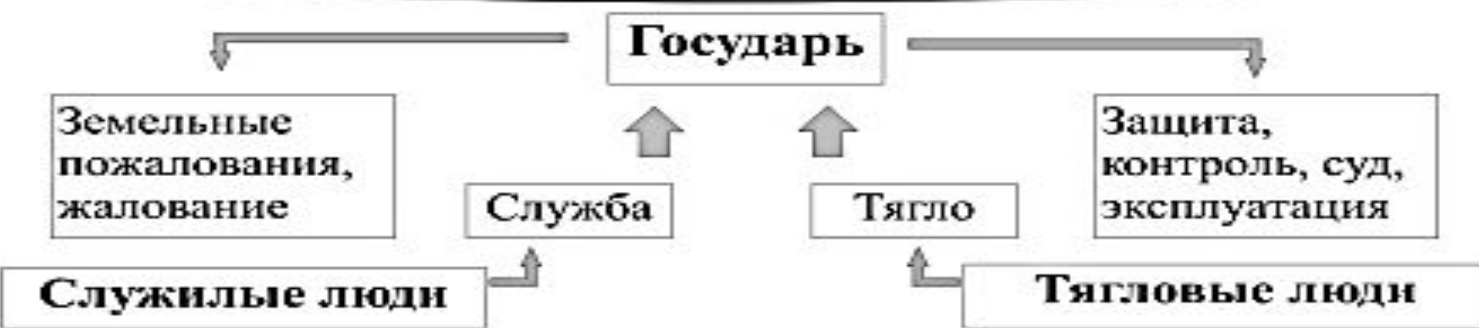 Государь
Земельные
пожалования,
жалование
Служба
Тягло
Защита,
контроль, суд,
эксплуатация
Служилые люди
Тягловые люди